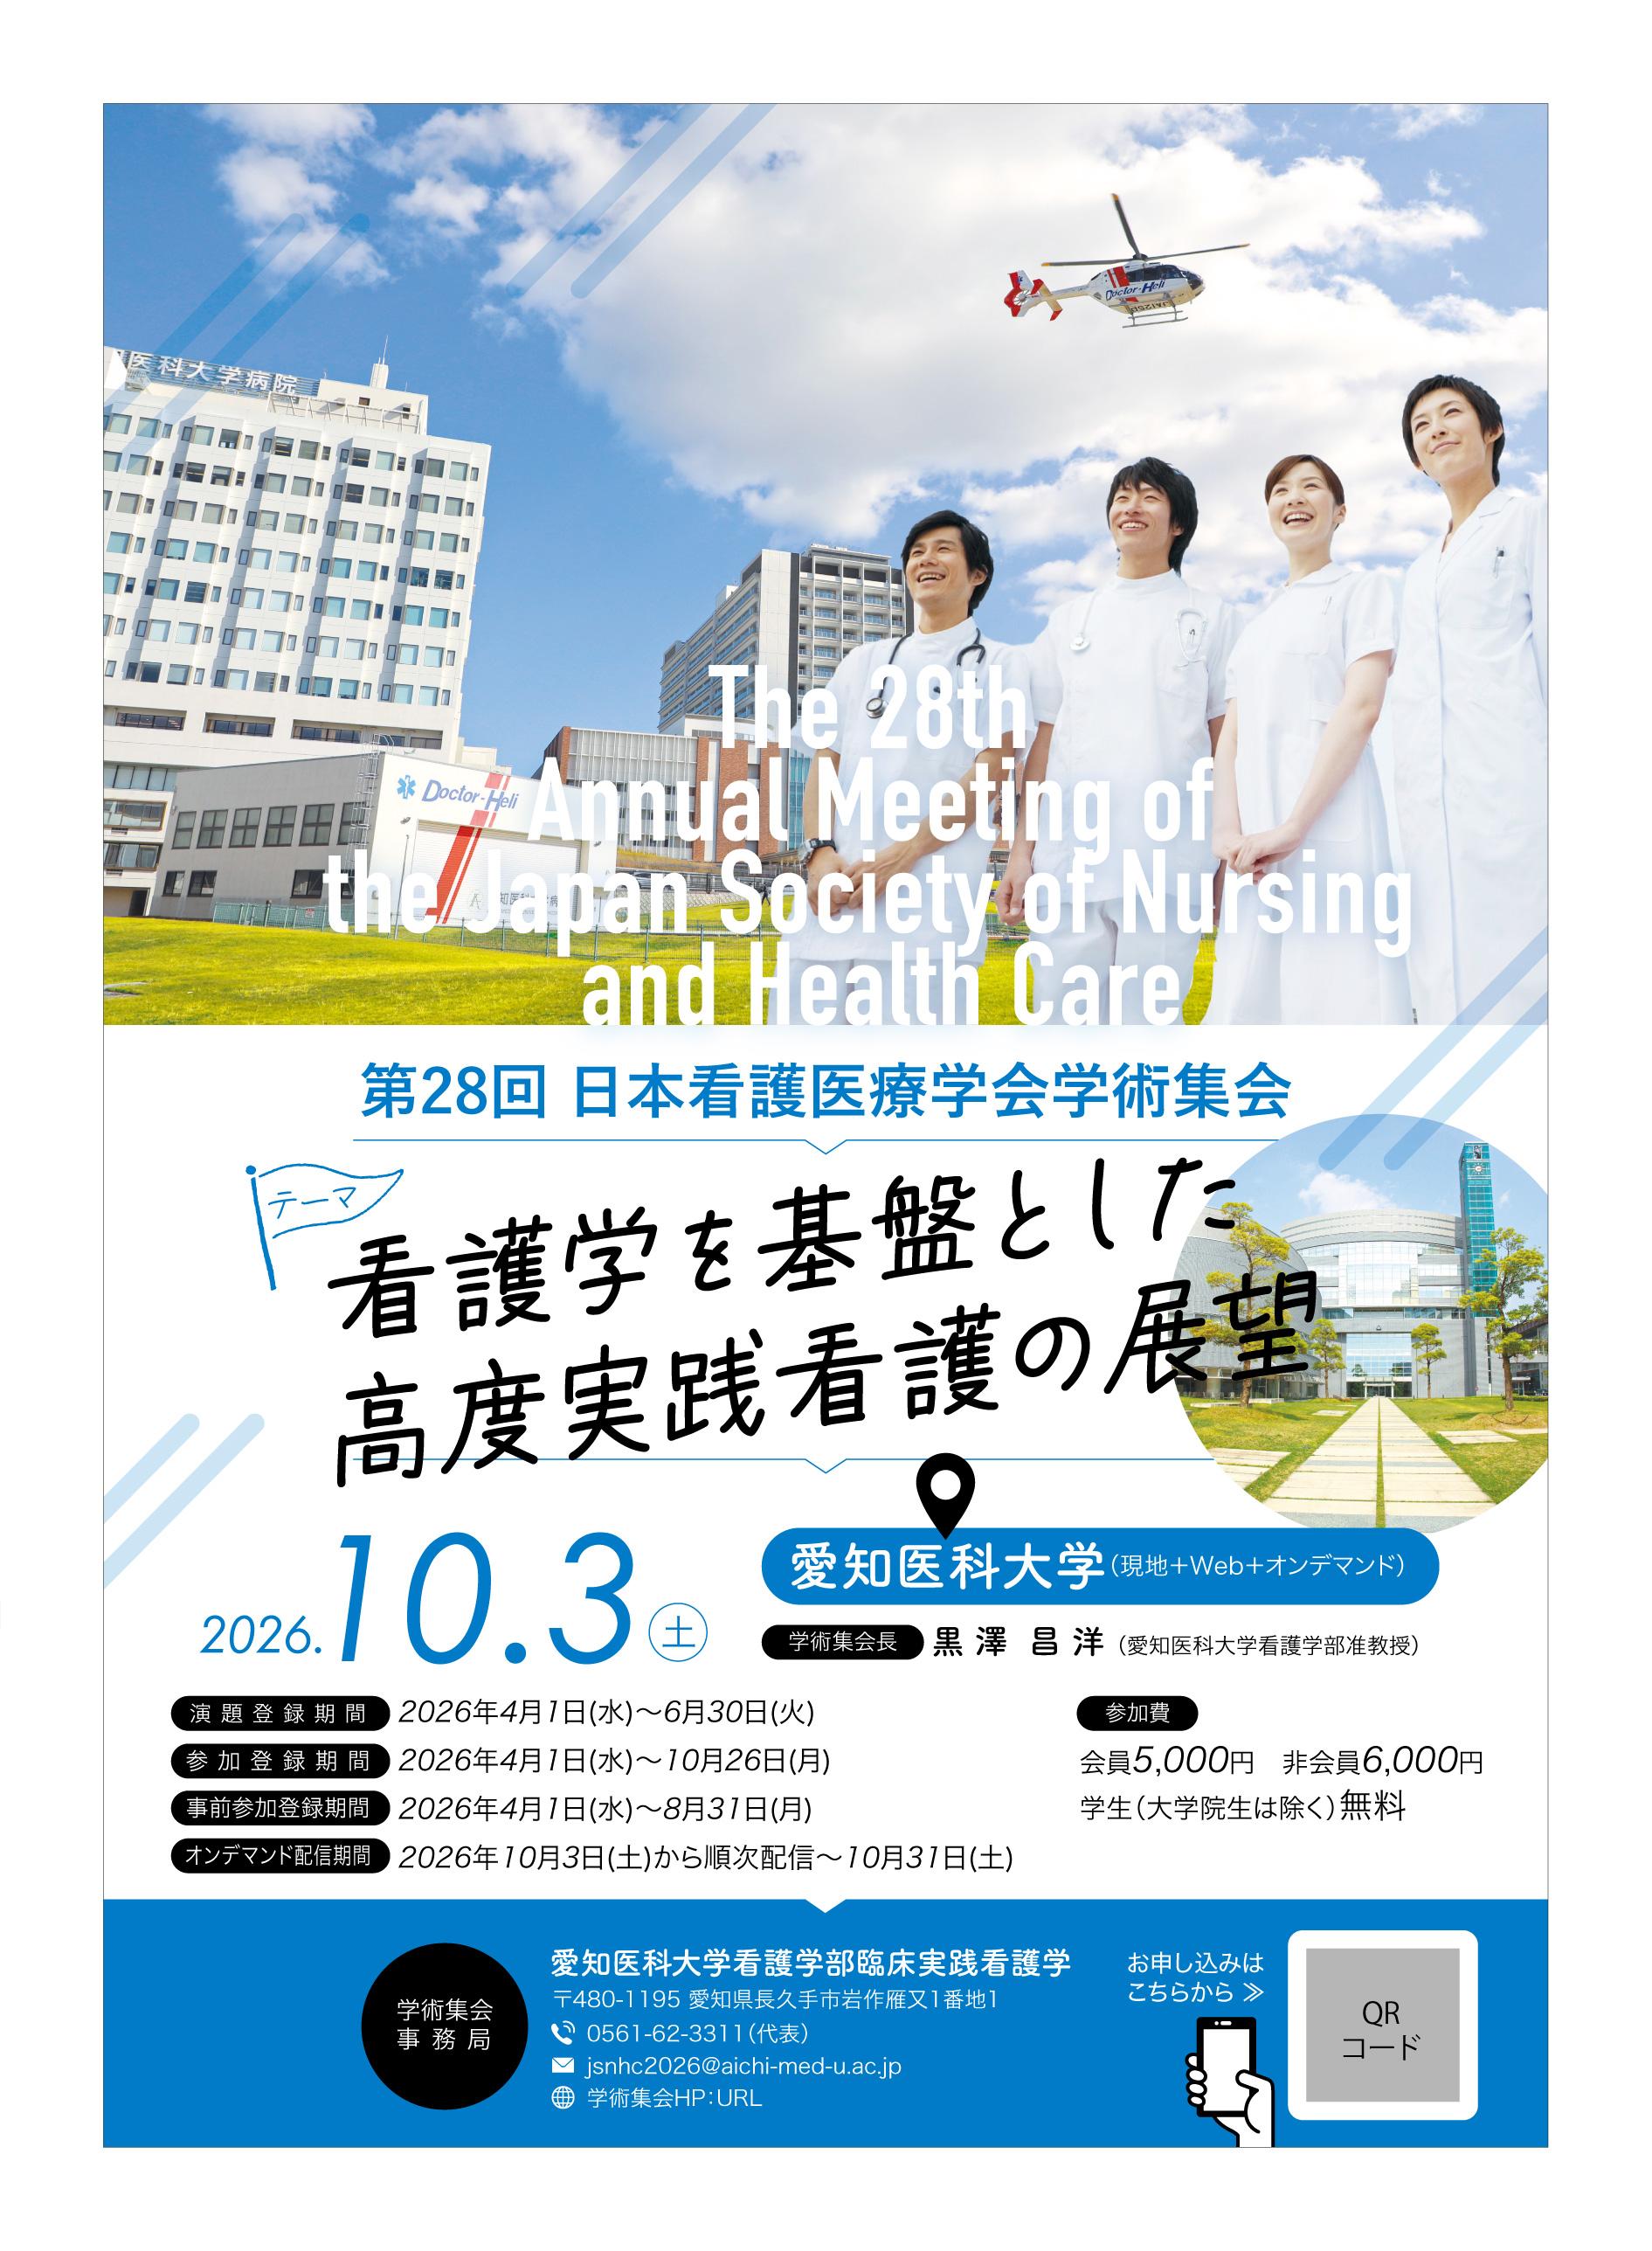 Doctor-Heli
医科大学病院
Doctor-Heli
The 28th
Annual Meeting of
the Japan Society of Nursing
and Health Care
第28回 日本看護医療学会学術集会
テーマ
看護学を基盤とした
高度実践看護の展望
2026.10.3 土
愛知医科大学（現地＋Web＋オンデマンド）
学術集会長 黒澤 昌洋（愛知医科大学看護学部准教授）
演題登録期間 2026年4月1日(水)～6月30日(火)
参加登録期間 2026年4月1日(水)～10月26日(月)
事前参加登録期間 2026年4月1日(水)～8月31日(月)
オンデマンド配信期間 2026年10月3日(土)から順次配信～10月31日(土)
参加費
会員5,000円 非会員6,000円
学生（大学院生は除く）無料
学術集会
事務局
愛知医科大学看護学部臨床実践看護学
〒480-1195 愛知県長久手市岩作雁又1番地1
0561-62-3311（代表）
jsnhc2026@aichi-med-u.ac.jp
学術集会HP：URL
お申し込みは
こちらから ≫
QR
コード